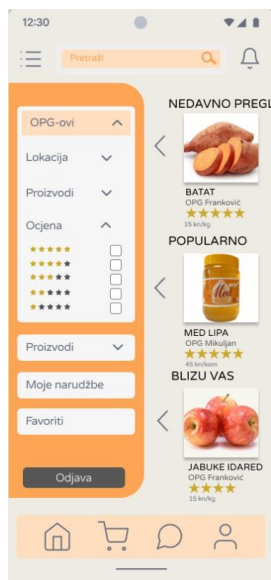 12:30
Pretraži
OPG-ovi
Lokacija
Proizvodi
Ocjena
Proizvodi
Moje narudžbe
Favoriti
Odjava
NEDAVNO PREGL
BATAT
OPG Franković
15 kn/kg
POPULARNO
Med
MED LIPA
OPG Mikuljan
45 kn/kom
BLIZU VAS
JABUKE IDARED
OPG Franković
15 kn/kg